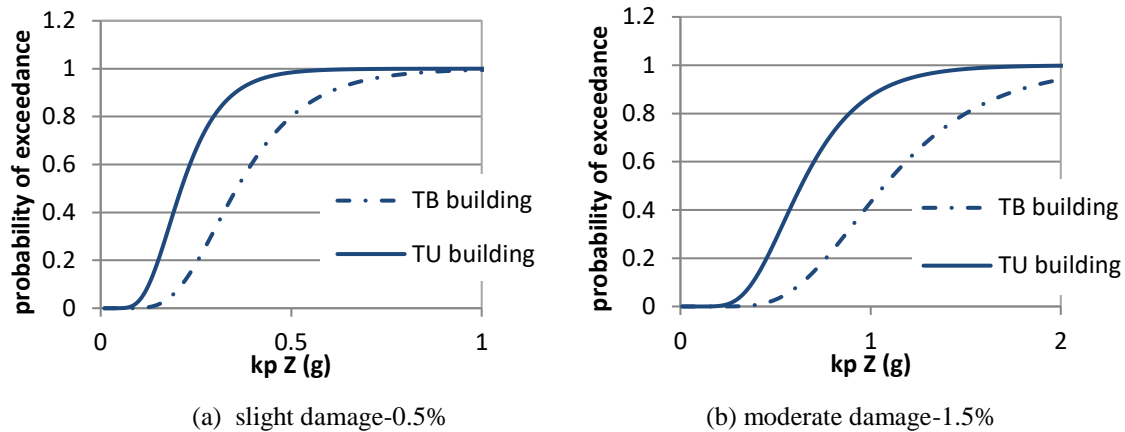 probability of exceedance
1.2
1
0.8
0.6
0.4
0.2
0
0
0.5
1
kp Z (g)
TB building
TU building
(a) slight damage-0.5%
probability of exceedance
1.2
1
0.8
0.6
0.4
0.2
0
0
1
2
kp Z (g)
TB building
TU building
(b) moderate damage-1.5%